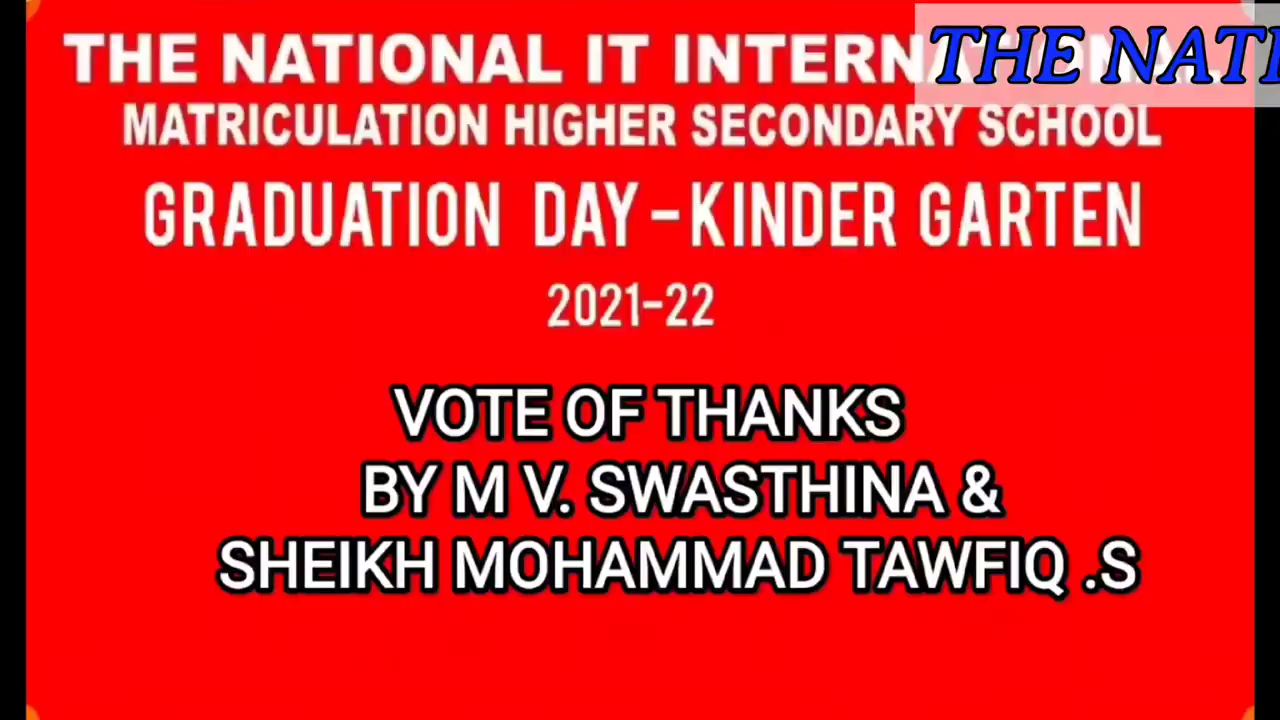 THE NATIONAL IT INTERNATIONAL
MATRICULATION HIGHER SECONDARY SCHOOL
GRADUATION DAY - KINDER GARTEN
2021-22
VOTE OF THANKS
BY M V. SWASTHINA &
SHEIKH MOHAMMAD TAWFIQ .S
THE NATI